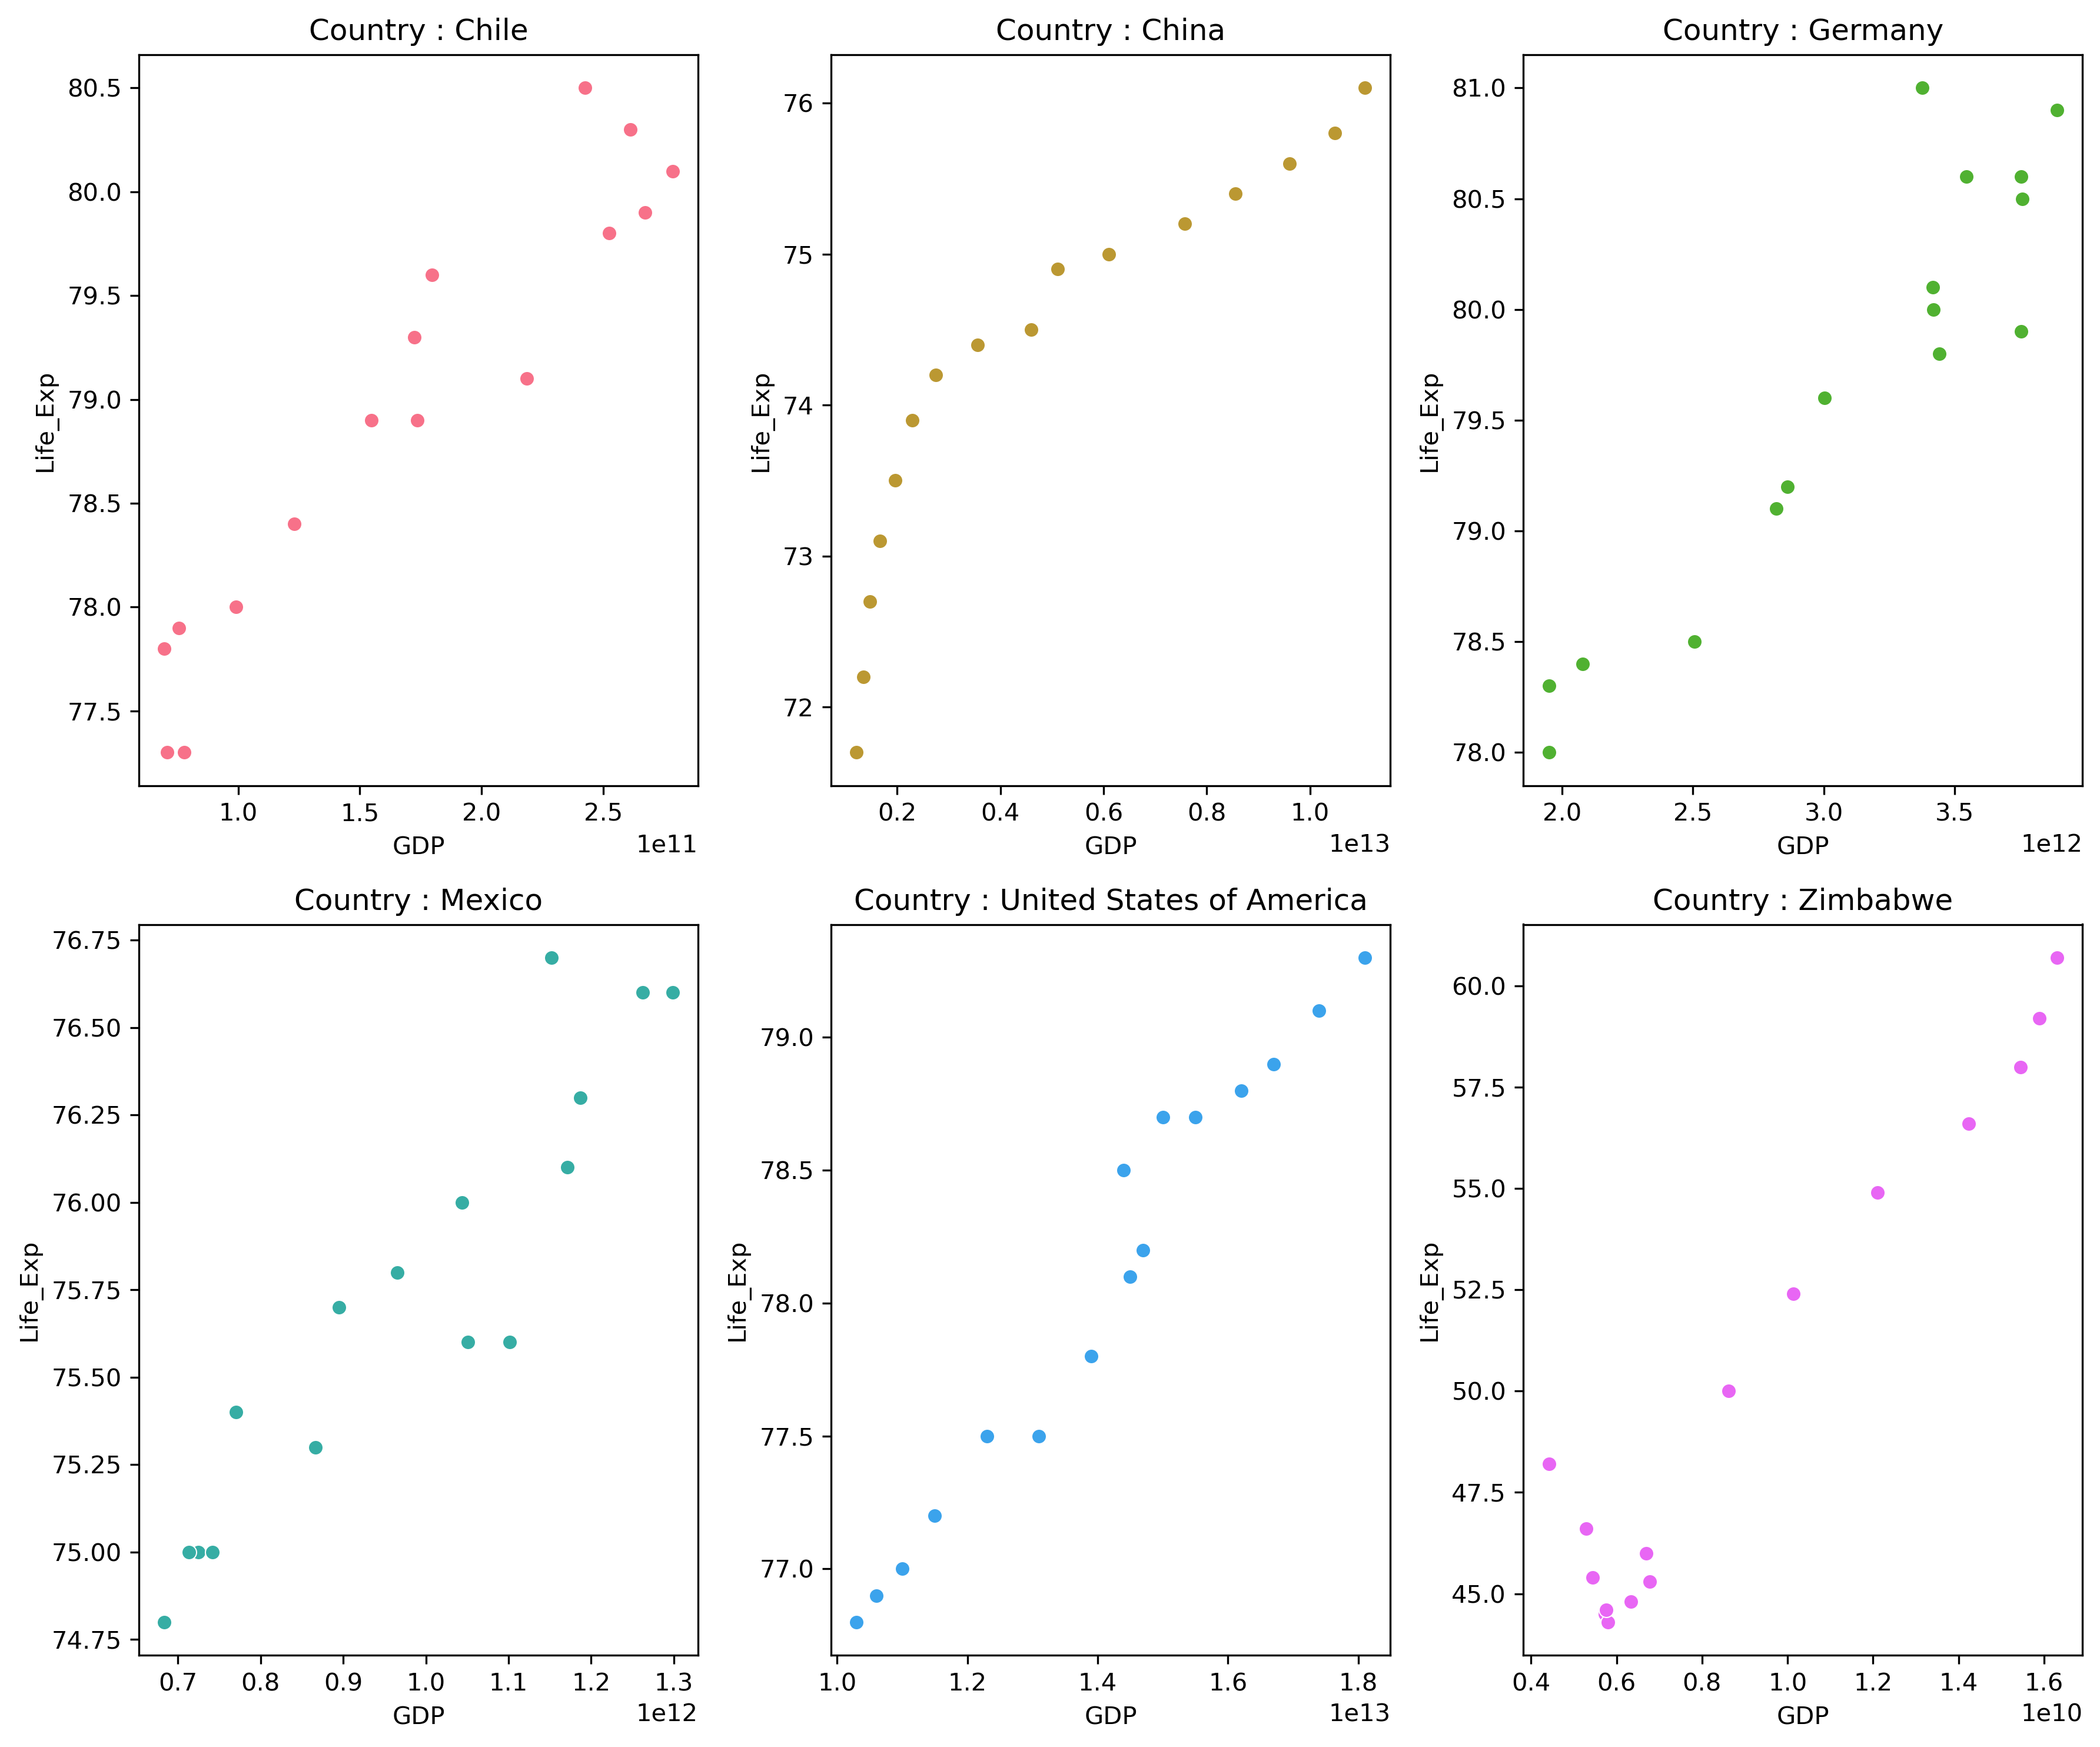 Country : Chile
80.5
80.0
79.5
79.0
78.5
78.0
77.5
Life_Exp
1.0 1.5 2.0 2.5
GDP
1e11
Country : China
76
75
74
73
72
Life_Exp
0.2 0.4 0.6 0.8 1.0
GDP
1e13
Country : Germany
81.0
80.5
80.0
79.5
79.0
78.5
78.0
Life_Exp
2.0 2.5 3.0 3.5
GDP
1e12
Country : Mexico
76.75
76.50
76.25
76.00
75.75
75.50
75.25
75.00
74.75
Life_Exp
0.7 0.8 0.9 1.0 1.1 1.2 1.3
GDP
1e12
Country : United States of America
79.0
78.5
78.0
77.5
77.0
Life_Exp
1.0 1.2 1.4 1.6 1.8
GDP
1e13
Country : Zimbabwe
60.0
57.5
55.0
52.5
50.0
47.5
45.0
Life_Exp
0.4 0.6 0.8 1.0 1.2 1.4 1.6
GDP
1e10